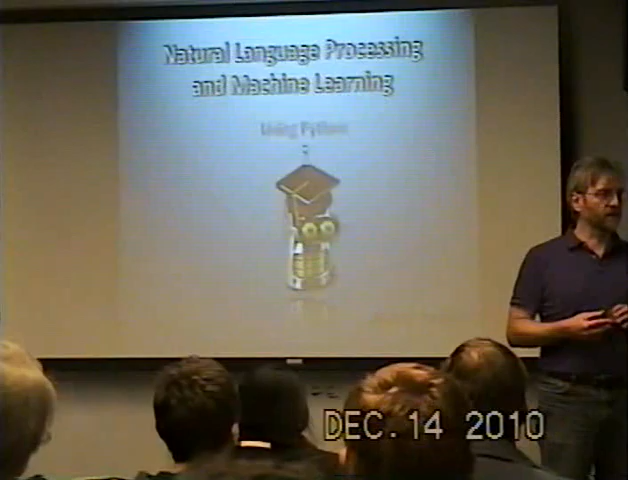 Natural Language Processing
and Machine Learning
Using Python
DEC. 14 2010